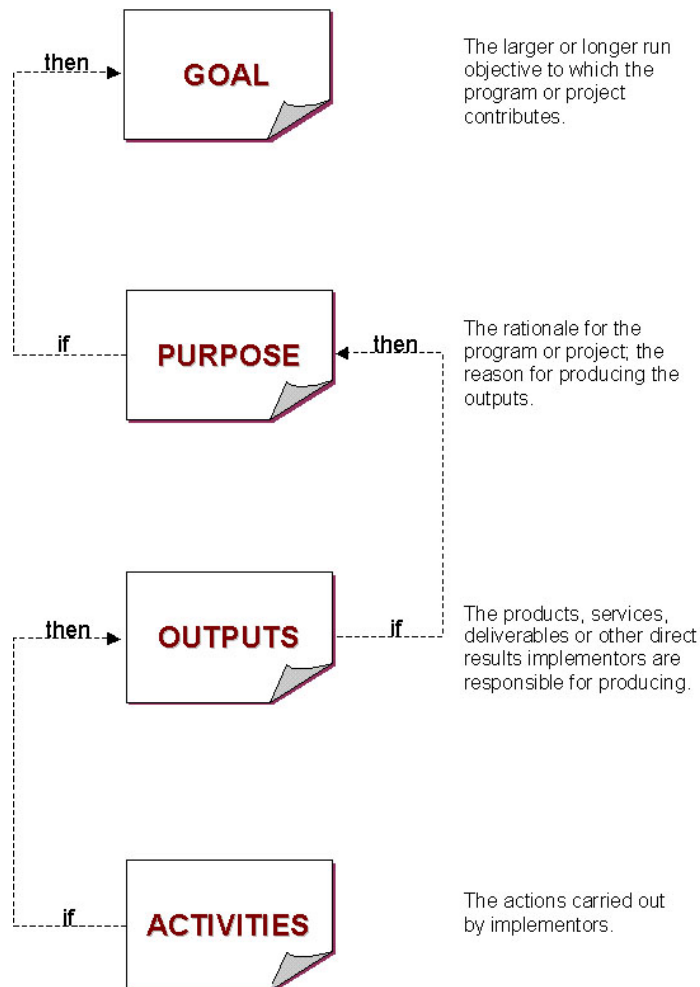 then
GOAL
The larger or longer run
objective to which the
program or project
contributes.
if
PURPOSE
then
The rationale for the
program or project; the
reason for producing the
outputs.
then
OUTPUTS
if
The products, services,
deliverables or other direct
results implementors are
responsible for producing.
if
ACTIVITIES
The actions carried out
by implementors.